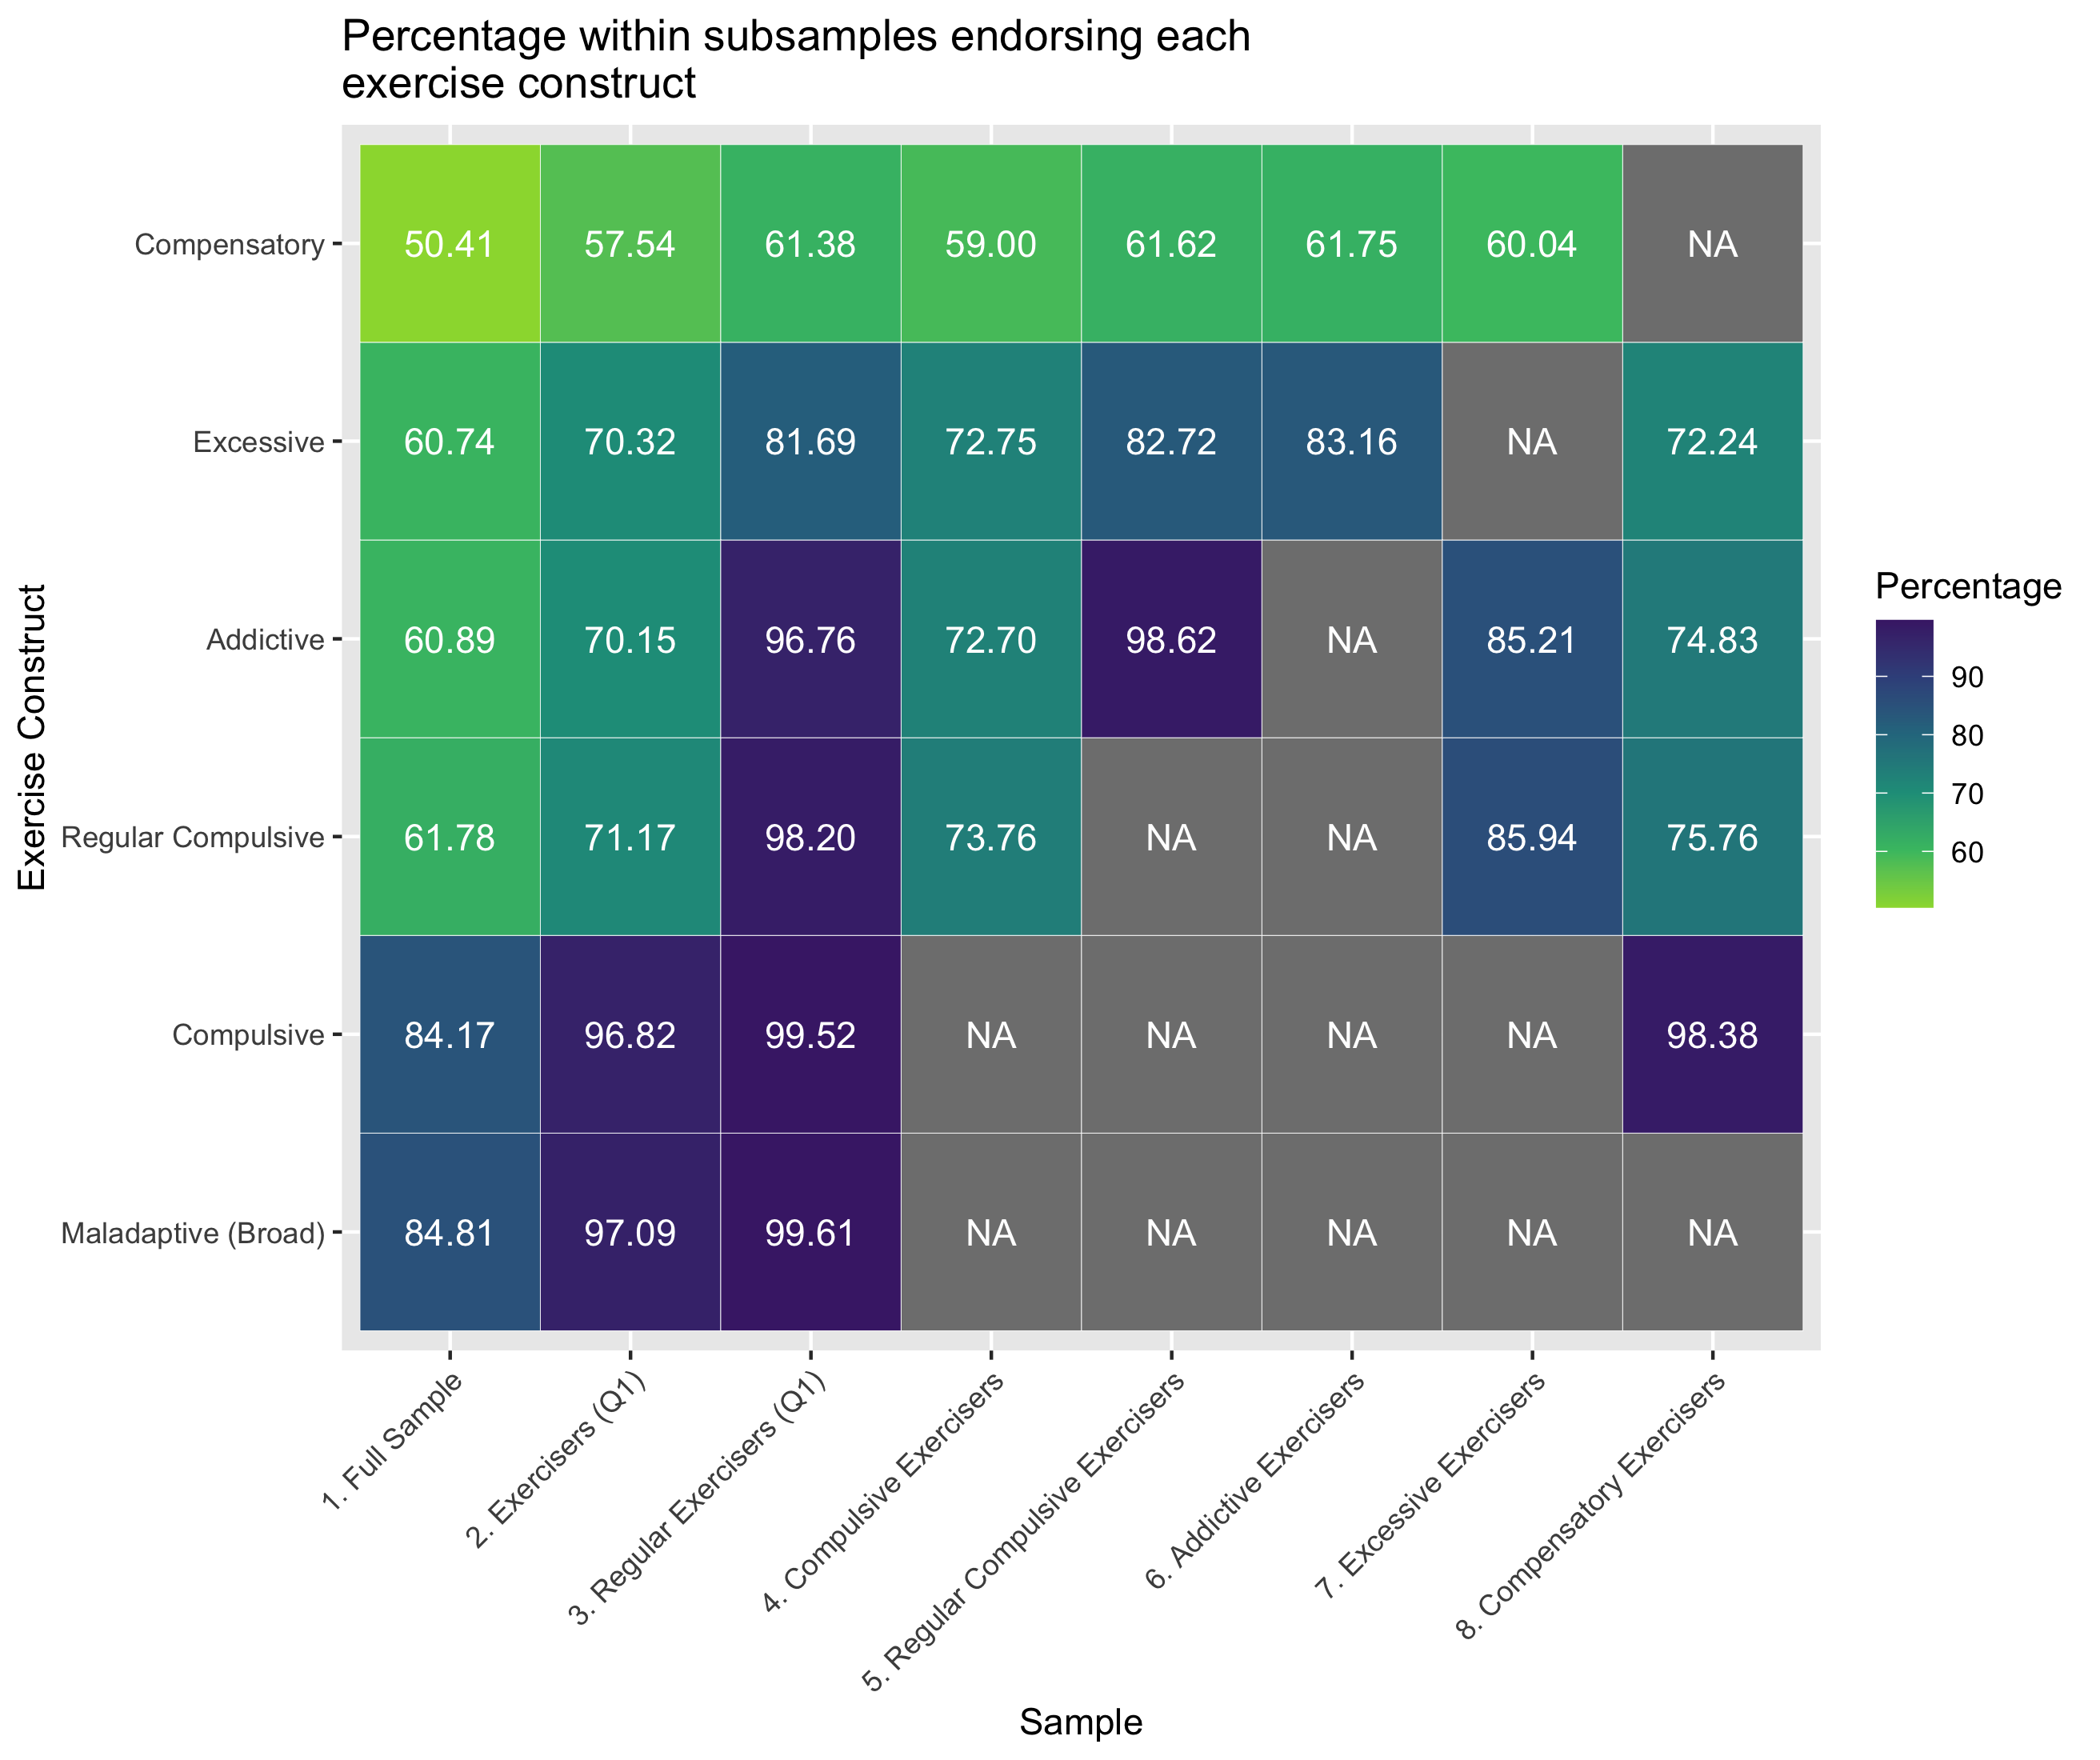 Percentage within subsamples endorsing each
exercise construct
Exercise Construct
Compensatory 50.41 57.54 61.38 59.00 61.62 61.75 60.04 NA
Excessive 60.74 70.32 81.69 72.75 82.72 83.16 NA 72.24
Addictive 60.89 70.15 96.76 72.70 98.62 NA 85.21 74.83
Regular Compulsive 61.78 71.17 98.20 73.76 NA NA 85.94 75.76
Compulsive 84.17 96.82 99.52 NA NA NA NA 98.38
Maladaptive (Broad) 84.81 97.09 99.61 NA NA NA NA NA
1. Full Sample
2. Exercisers (Q1)
3. Regular Exercisers (Q1)
4. Compulsive Exercisers
5. Regular Compulsive Exercisers
6. Addictive Exercisers
7. Excessive Exercisers
8. Compensatory Exercisers
Sample
Percentage
90
80
70
60